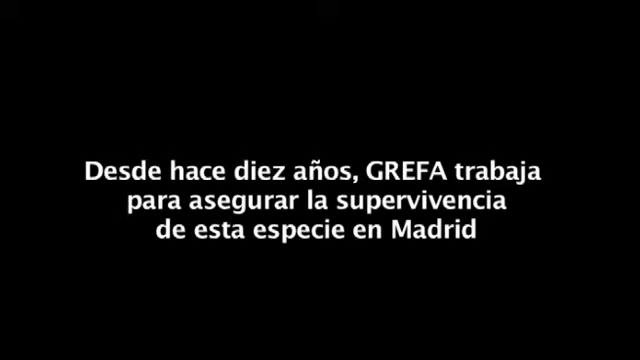 Desde hace diez años, GREFA trabaja
para asegurar la supervivencia
de esta especie en Madrid